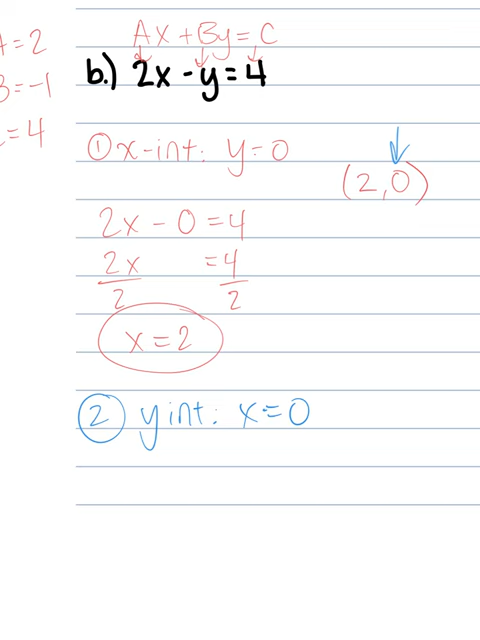 Ax + By = C
A = 2
b.) 2x - y = 4
B = -1
C = 4
① x-int: y = 0
(2, 0)
2x - 0 = 4
2x/2 = 4/2
x = 2
② y int: x = 0